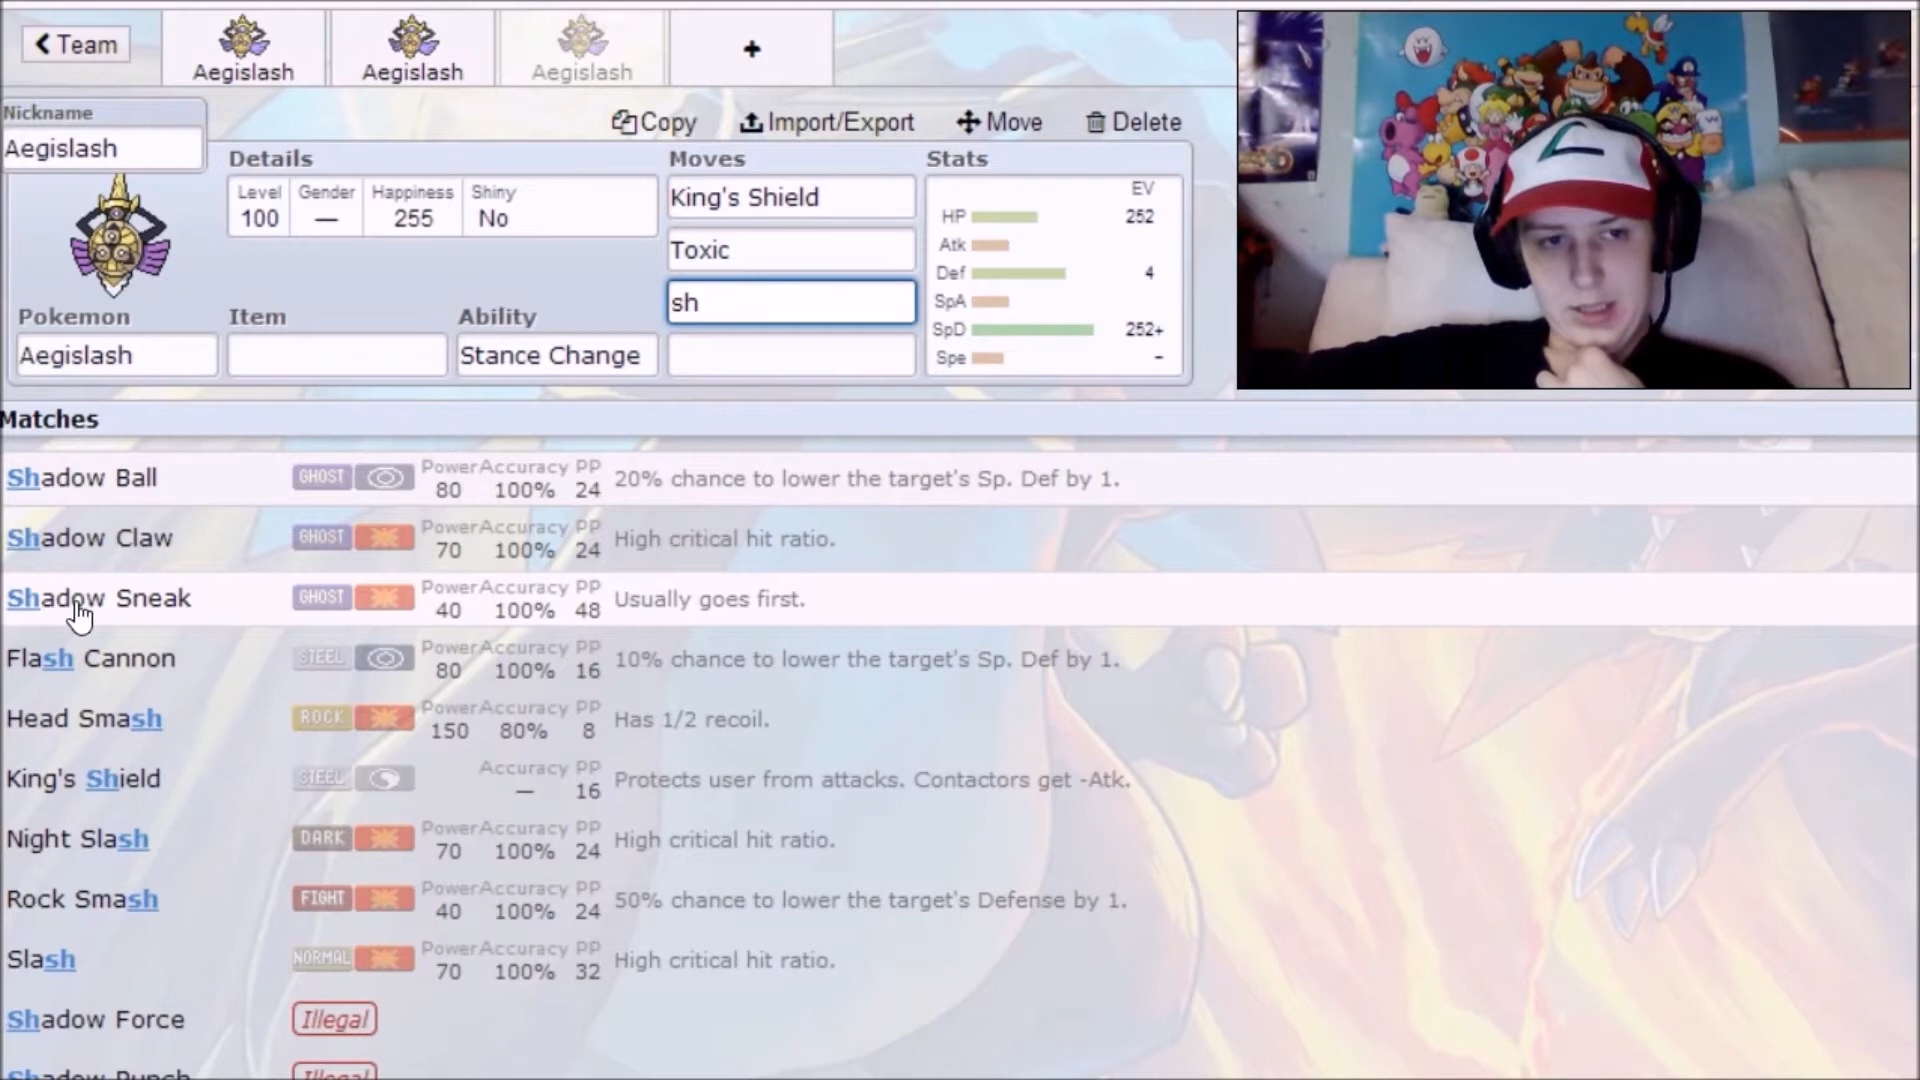 Team
Aegislash
Aegislash
Aegislash
+
Nickname
Aegislash
Copy
Import/Export
Move
Delete
Details
Level Gender Happiness Shiny
100 — 255 No
Moves
King's Shield
Toxic
sh
Stats
EV
HP 252
Atk
Def 4
SpA
SpD 252+
Spe -
Pokemon
Aegislash
Item
Ability
Stance Change
Matches
Shadow Ball GHOST Power 80 Accuracy 100% PP 24 20% chance to lower the target's Sp. Def by 1.
Shadow Claw GHOST Power 70 Accuracy 100% PP 24 High critical hit ratio.
Shadow Sneak GHOST Power 40 Accuracy 100% PP 48 Usually goes first.
Flash Cannon STEEL Power 80 Accuracy 100% PP 16 10% chance to lower the target's Sp. Def by 1.
Head Smash ROCK Power 150 Accuracy 80% PP 8 Has 1/2 recoil.
King's Shield STEEL Accuracy — PP 16 Protects user from attacks. Contactors get -Atk.
Night Slash DARK Power 70 Accuracy 100% PP 24 High critical hit ratio.
Rock Smash FIGHT Power 40 Accuracy 100% PP 24 50% chance to lower the target's Defense by 1.
Slash NORMAL Power 70 Accuracy 100% PP 32 High critical hit ratio.
Shadow Force Illegal
Shadow Punch Illegal